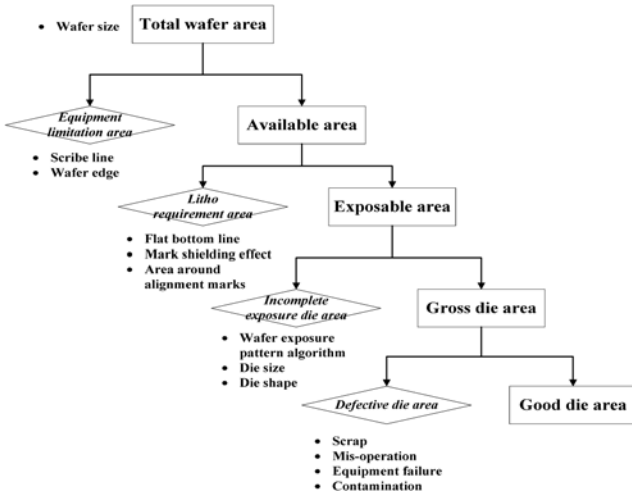 • Wafer size
Total wafer area
Equipment
limitation area
Available area
• Scribe line
• Wafer edge
Litho
requirement area
Exposable area
• Flat bottom line
• Mark shielding effect
• Area around
alignment marks
Incomplete
exposure die area
Gross die area
• Wafer exposure
pattern algorithm
• Die size
• Die shape
Defective die area
Good die area
• Scrap
• Mis-operation
• Equipment failure
• Contamination